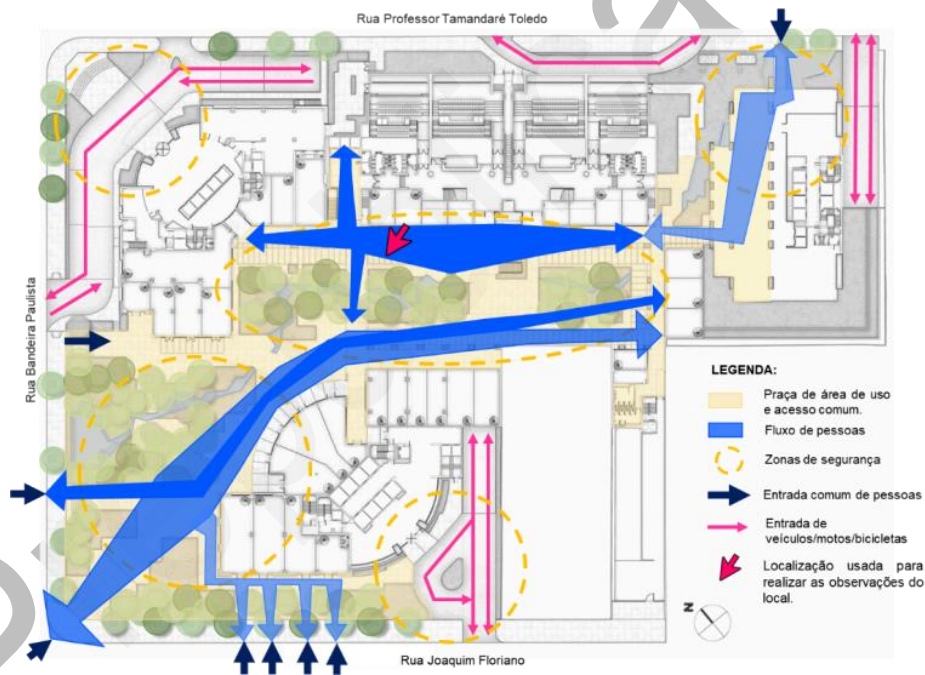 Rua Professor Tamandaré Toledo
Rua Bandeira Paulista
LEGENDA:
Praça de área de uso
e acesso comum.
Fluxo de pessoas
Zonas de segurança
Entrada comum de pessoas
Entrada de
veículos/motos/bicicletas
Localização usada para
realizar as observações do
local.
N
Rua Joaquim Floriano